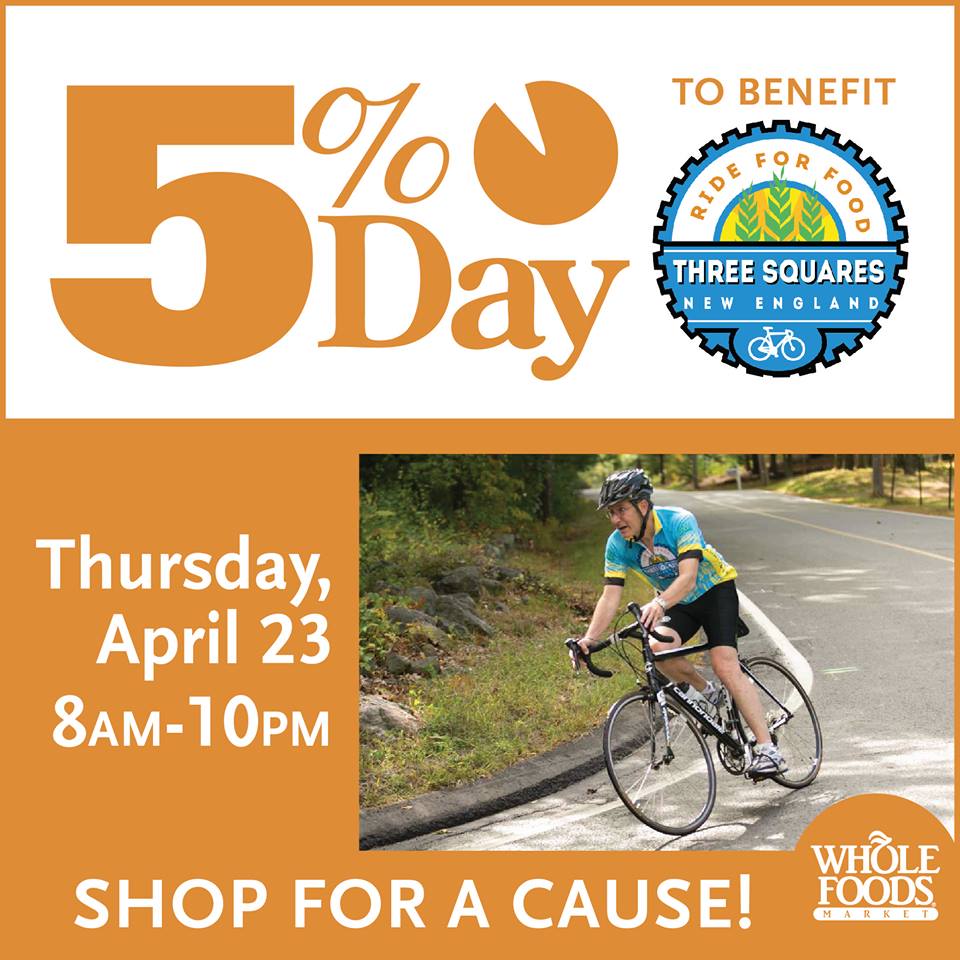 5% Day
TO BENEFIT
RIDE FOR FOOD
THREE SQUARES
NEW ENGLAND
Thursday,
April 23
8AM-10PM
cannondale
SHOP FOR A CAUSE!
WHOLE
FOODS
MARKET